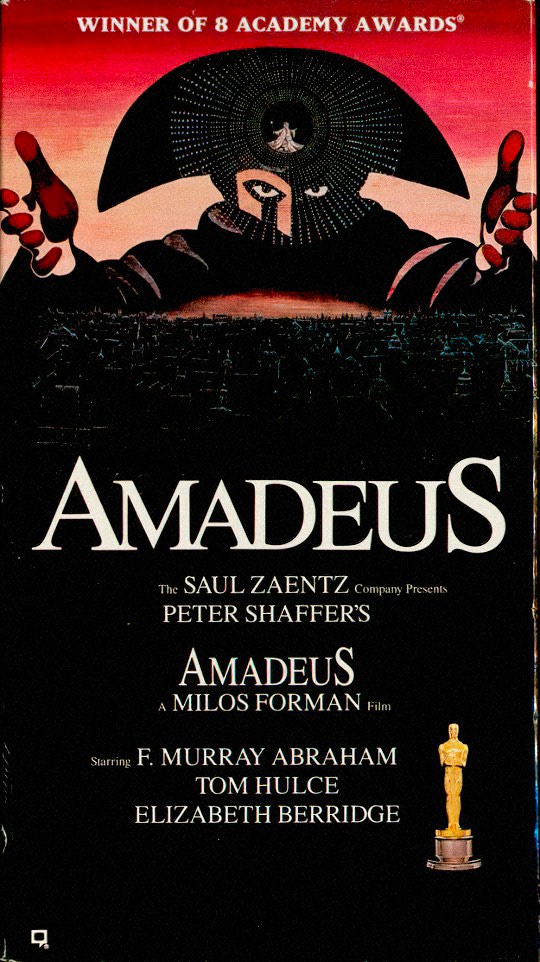 WINNER OF 8 ACADEMY AWARDS®
AMADEUS
The SAUL ZAENTZ Company Presents
PETER SHAFFER'S
AMADEUS
A MILOS FORMAN Film
Starring F. MURRAY ABRAHAM
TOM HULCE
ELIZABETH BERRIDGE